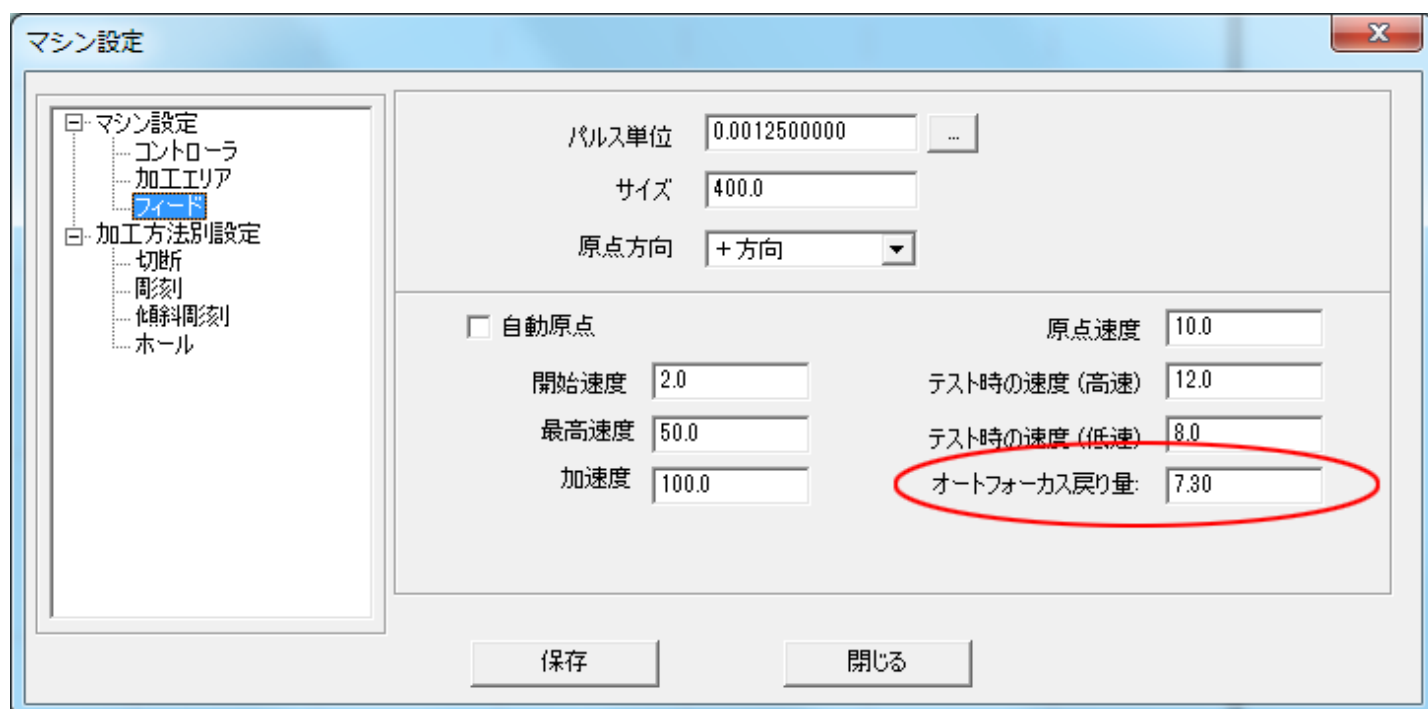 マシン設定
マシン設定
コントローラ
加工エリア
フィード
加工方法別設定
切断
彫刻
傾斜彫刻
ホール
パルス単位 0.0012500000 ...
サイズ 400.0
原点方向 +方向
自動原点
開始速度 2.0
最高速度 50.0
加速度 100.0
原点速度 10.0
テスト時の速度 (高速) 12.0
テスト時の速度 (低速) 8.0
オートフォーカス戻り量: 7.30
保存 閉じる